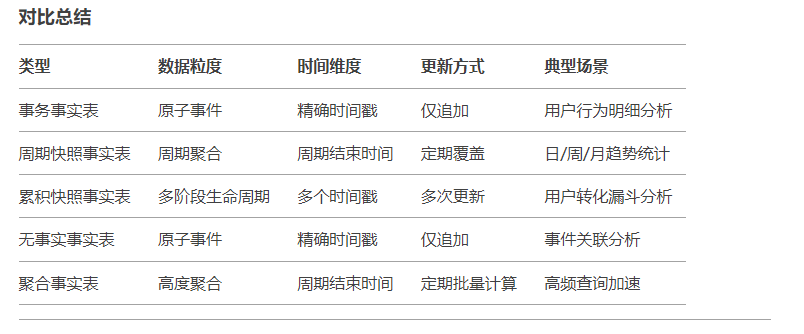 对比总结
类型 数据粒度 时间维度 更新方式 典型场景
事务事实表 原子事件 精确时间戳 仅追加 用户行为明细分析
周期快照事实表 周期聚合 周期结束时间 定期覆盖 日/周/月趋势统计
累积快照事实表 多阶段生命周期 多个时间戳 多次更新 用户转化漏斗分析
无事实事实表 原子事件 精确时间戳 仅追加 事件关联分析
聚合事实表 高度聚合 周期结束时间 定期批量计算 高频查询加速